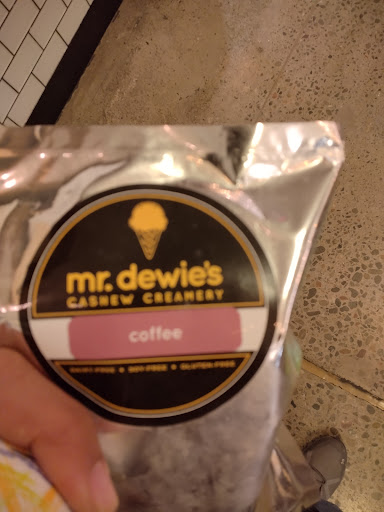 mr. dewie's
CASHEW CREAMERY
coffee
DAIRY-FREE • SOY-FREE • GLUTEN-FREE